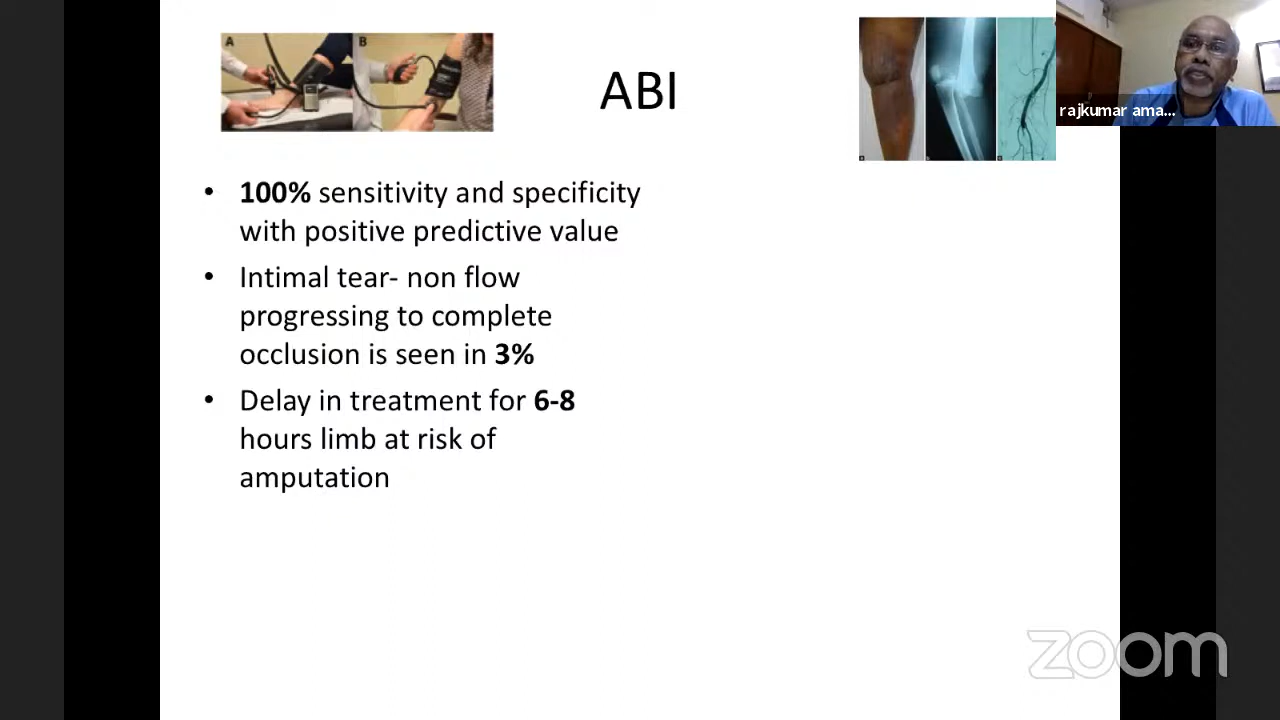 A
B
ABI
rajkumar ama...
• 100% sensitivity and specificity
with positive predictive value
• Intimal tear- non flow
progressing to complete
occlusion is seen in 3%
• Delay in treatment for 6-8
hours limb at risk of
amputation
zoom